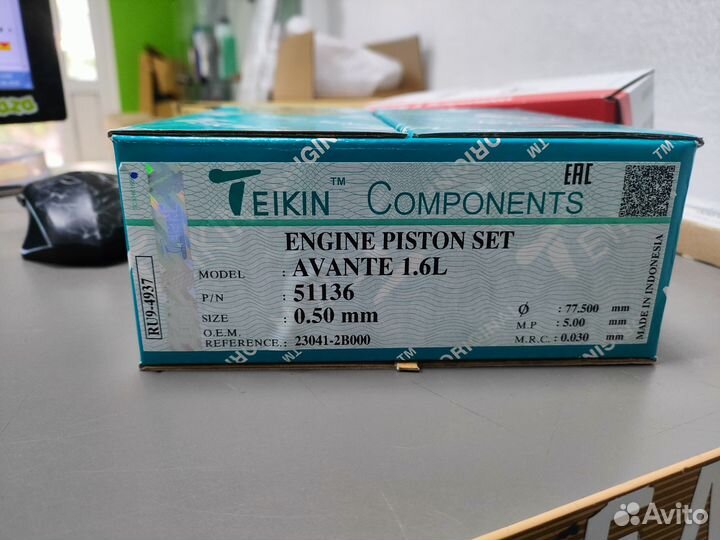 TEIKIN™ COMPONENTS
EAC
ENGINE PISTON SET
MODEL : AVANTE 1.6L
P/N : 51136
SIZE : 0.50 mm
O.E.M.
REFERENCE. : 23041-2B000
Ø : 77.500 mm
M.P : 5.00 mm
M.R.C. : 0.030 mm
MADE IN INDONESIA
RU9-4937
Avito